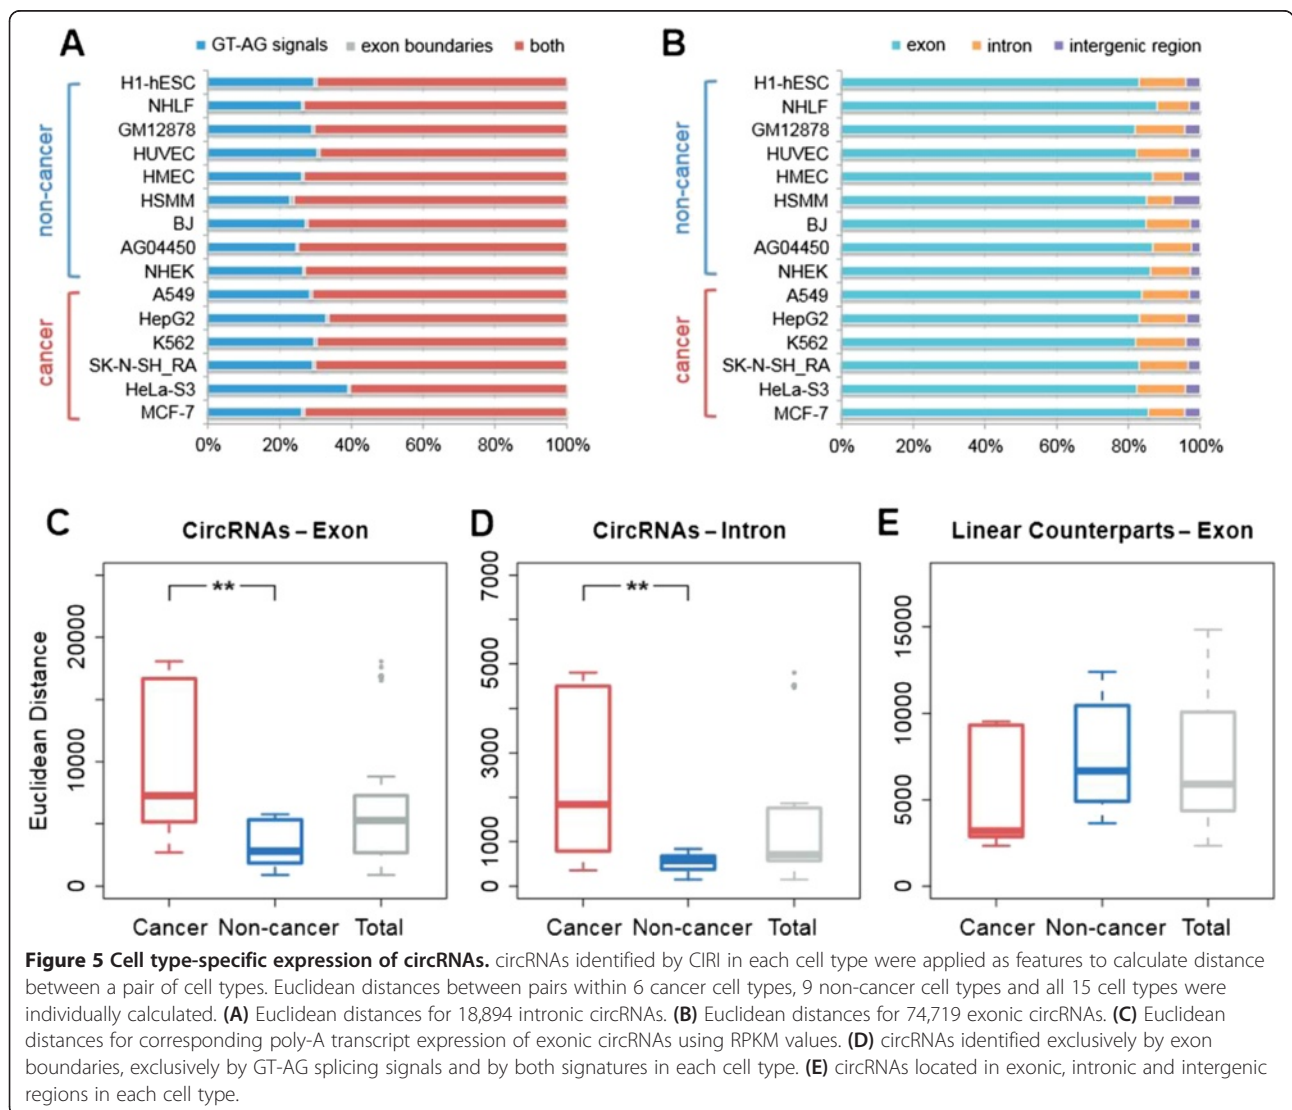 A
GT-AG signals exon boundaries both
non-cancer
cancer
H1-hESC
NHLF
GM12878
HUVEC
HMEC
HSMM
BJ
AG04450
NHEK
A549
HepG2
K562
SK-N-SH_RA
HeLa-S3
MCF-7
0% 20% 40% 60% 80% 100%
B
exon intron intergenic region
non-cancer
cancer
H1-hESC
NHLF
GM12878
HUVEC
HMEC
HSMM
BJ
AG04450
NHEK
A549
HepG2
K562
SK-N-SH_RA
HeLa-S3
MCF-7
0% 20% 40% 60% 80% 100%
C
CircRNAs – Exon
Euclidean Distance
20000
10000
0
**
Cancer Non-cancer Total
D
CircRNAs – Intron
7000
5000
3000
1000
0
**
Cancer Non-cancer Total
E
Linear Counterparts – Exon
15000
10000
5000
0
Cancer Non-cancer Total
Figure 5 Cell type-specific expression of circRNAs. circRNAs identified by CIRI in each cell type were applied as features to calculate distance
between a pair of cell types. Euclidean distances between pairs within 6 cancer cell types, 9 non-cancer cell types and all 15 cell types were
individually calculated. (A) Euclidean distances for 18,894 intronic circRNAs. (B) Euclidean distances for 74,719 exonic circRNAs. (C) Euclidean
distances for corresponding poly-A transcript expression of exonic circRNAs using RPKM values. (D) circRNAs identified exclusively by exon
boundaries, exclusively by GT-AG splicing signals and by both signatures in each cell type. (E) circRNAs located in exonic, intronic and intergenic
regions in each cell type.